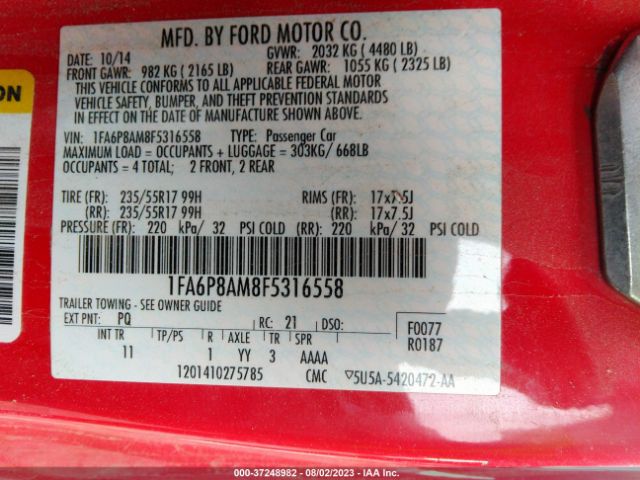 MFD. BY FORD MOTOR CO.
DATE: 10/14 GVWR: 2032 KG ( 4480 LB)
FRONT GAWR: 982 KG ( 2165 LB) REAR GAWR: 1055 KG ( 2325 LB)
THIS VEHICLE CONFORMS TO ALL APPLICABLE FEDERAL MOTOR
VEHICLE SAFETY, BUMPER, AND THEFT PREVENTION STANDARDS
IN EFFECT ON THE DATE OF MANUFACTURE SHOWN ABOVE.
VIN: 1FA6P8AM8F5316558 TYPE: Passenger Car
MAXIMUM LOAD = OCCUPANTS + LUGGAGE = 303KG/ 668LB
OCCUPANTS = 4 TOTAL; 2 FRONT, 2 REAR
TIRE (FR): 235/55R17 99H RIMS (FR): 17x7.5J
(RR): 235/55R17 99H (RR): 17x7.5J
PRESSURE (FR): 220 kPa/ 32 PSI COLD (RR): 220 kPa/ 32 PSI COLD
1FA6P8AM8F5316558
TRAILER TOWING - SEE OWNER GUIDE
EXT PNT: PQ RC: 21 DSO: F0077
INT TR TP/PS R AXLE TR SPR R0187
11 1 YY 3 AAAA
1201410275785 CMC ▽5U5A-5420472-AA
ON
000-37248982 - 08/02/2023 - IAA Inc.